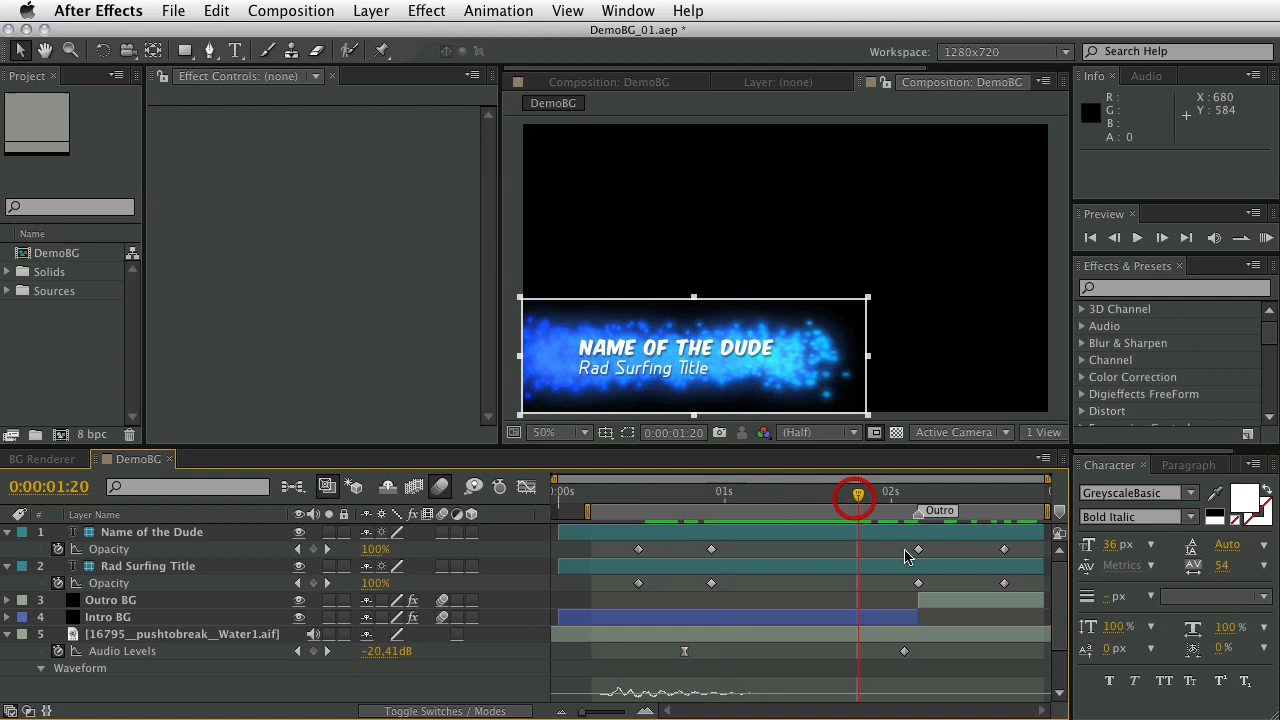 After Effects File Edit Composition Layer Effect Animation View Window Help
DemoBG_01.aep *
Workspace: 1280x720 Search Help
Project Effect Controls: (none) Composition: DemoBG Layer: (none) Composition: DemoBG Info Audio
DemoBG
R :
G :
B :
A : 0
X : 680
Y : 584
NAME OF THE DUDE
Rad Surfing Title
Name
DemoBG
Solids
Sources
Preview
Effects & Presets
3D Channel
Audio
Blur & Sharpen
Channel
Color Correction
Digieffects FreeForm
Distort
8 bpc
50% 0:00:01:20 (Half) Active Camera 1 View
BG Renderer DemoBG
0:00:01:20
:00s 01s 02s
# Layer Name
Outro
1 T Name of the Dude
Opacity 100%
2 T Rad Surfing Title
Opacity 100%
3 Outro BG fx
4 Intro BG fx
5 [16795__pushtobreak__Water1.aif]
Audio Levels -20,41dB
Waveform
Toggle Switches / Modes
Character Paragraph
GreyscaleBasic
Bold Italic
36 px Auto
Metrics 54
- px
100 % 100 %
0 px 0 %
T T TT Tt T¹ T₁